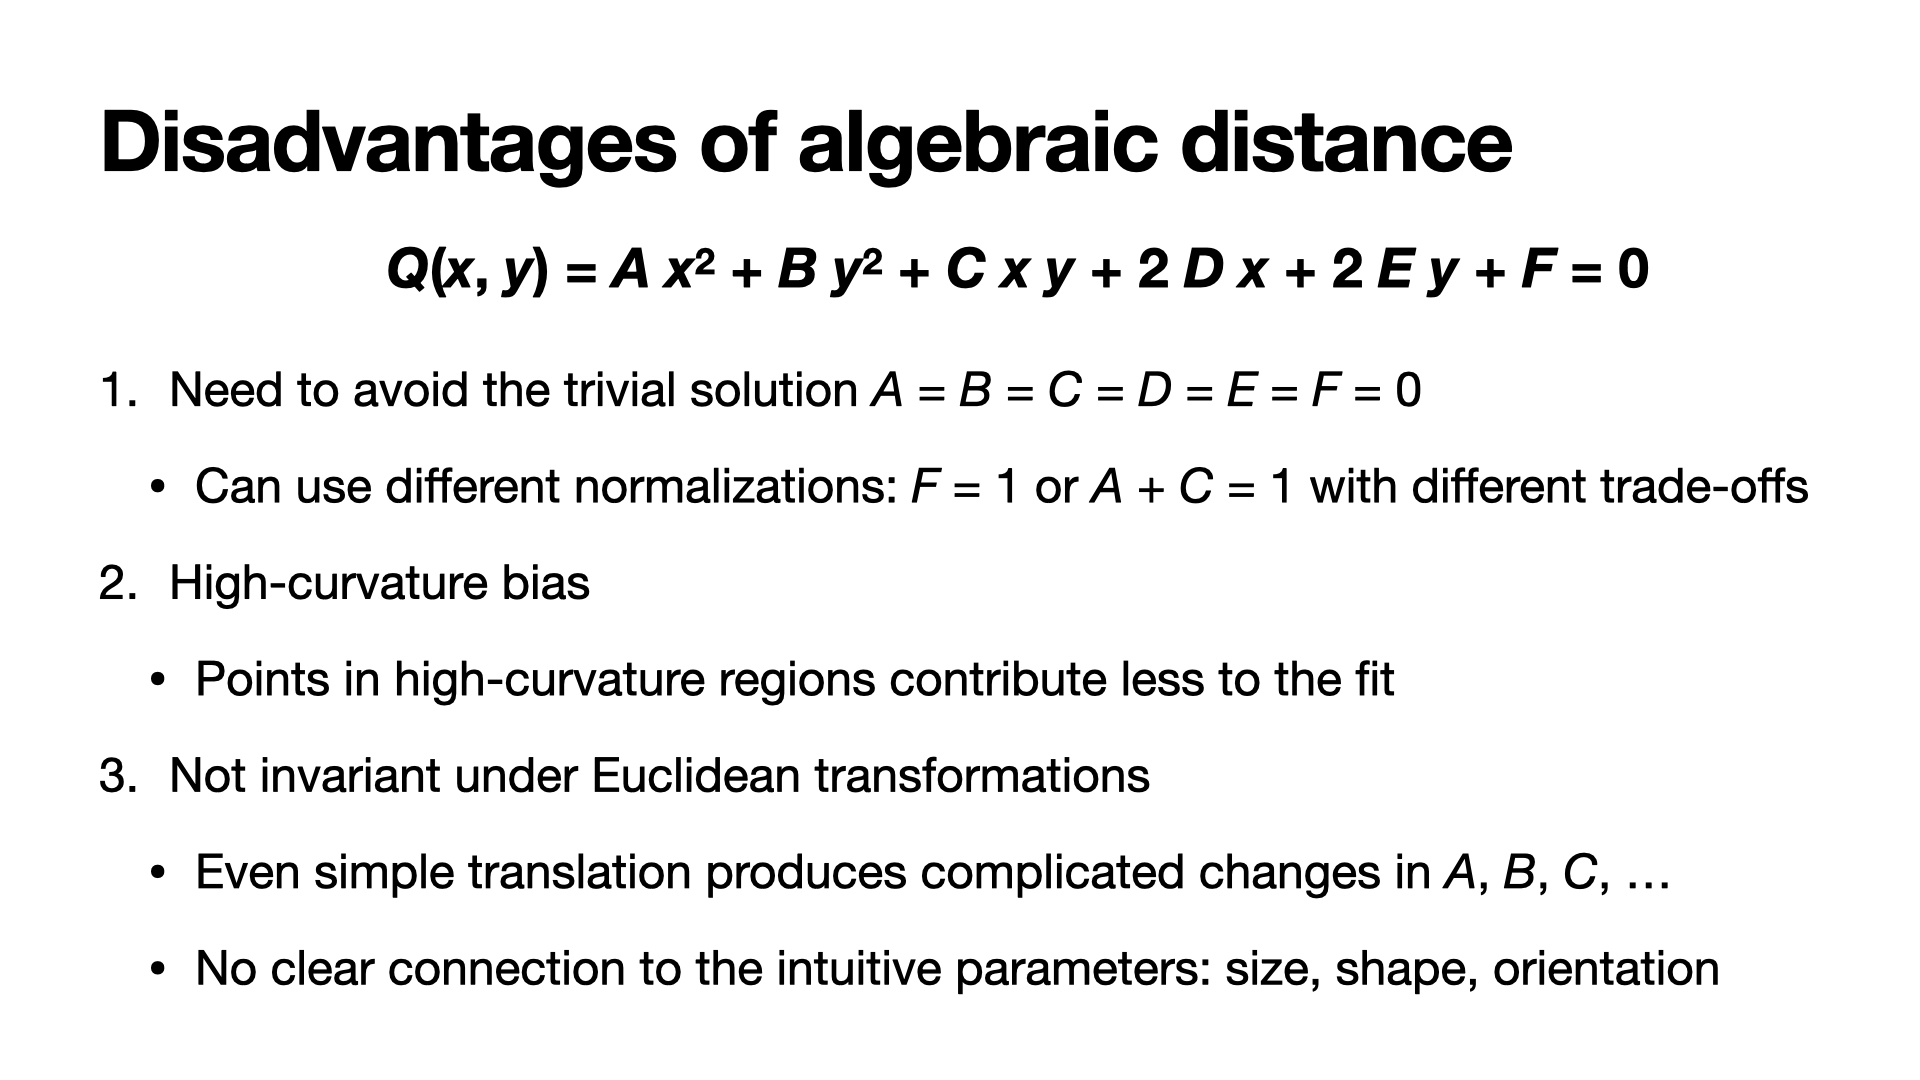 Disadvantages of algebraic distance
Q(x, y) = A x² + B y² + C x y + 2 D x + 2 E y + F = 0
1. Need to avoid the trivial solution A = B = C = D = E = F = 0
• Can use different normalizations: F = 1 or A + C = 1 with different trade-offs
2. High-curvature bias
• Points in high-curvature regions contribute less to the fit
3. Not invariant under Euclidean transformations
• Even simple translation produces complicated changes in A, B, C, …
• No clear connection to the intuitive parameters: size, shape, orientation